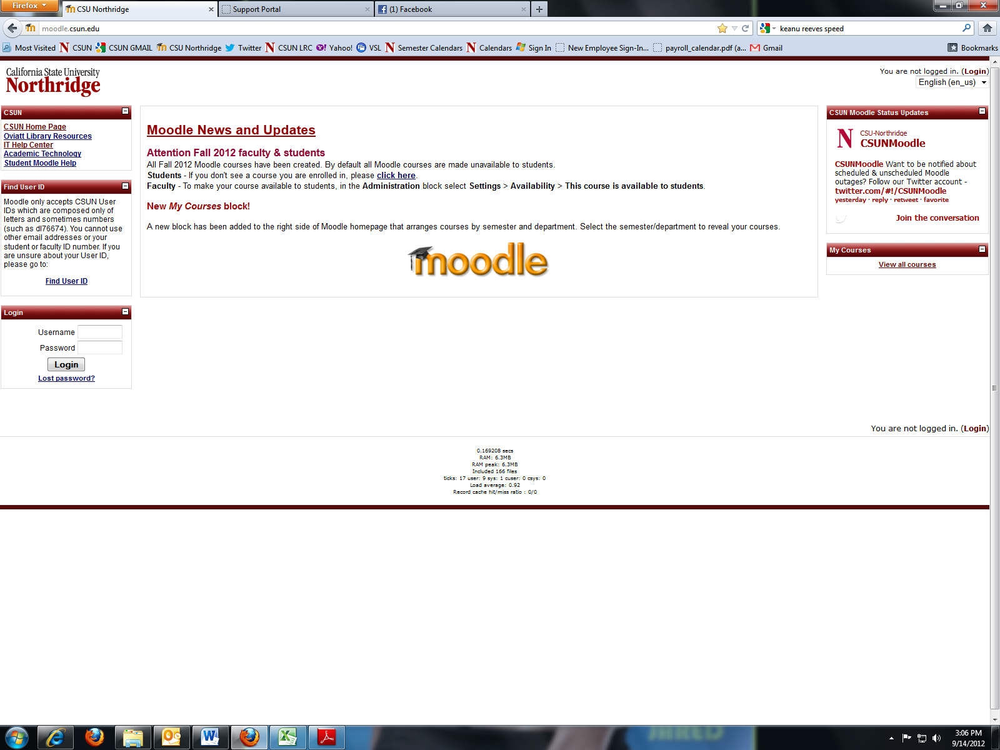 Firefox
CSU Northridge
Support Portal
(1) Facebook
moodle.csun.edu
keanu reeves speed
Most Visited CSUN CSUN GMAIL CSU Northridge Twitter CSUN LRC Yahoo! VSL Semester Calendars Calendars Sign In New Employee Sign-In... payroll_calendar.pdf (a... Gmail Bookmarks
California State University
Northridge
You are not logged in. (Login)
English (en_us)
CSUN
CSUN Home Page
Oviatt Library Resources
IT Help Center
Academic Technology
Student Moodle Help
Find User ID
Moodle only accepts CSUN User
IDs which are composed only of
letters and sometimes numbers
(such as dl76674). You cannot use
other email addresses or your
student or faculty ID number. If you
are unsure about your User ID,
please go to:
Find User ID
Login
Username
Password
Login
Lost password?
Moodle News and Updates
Attention Fall 2012 faculty & students
All Fall 2012 Moodle courses have been created. By default all Moodle courses are made unavailable to students.
Students - If you don't see a course you are enrolled in, please click here.
Faculty - To make your course available to students, in the Administration block select Settings > Availability > This course is available to students.
New My Courses block!
A new block has been added to the right side of Moodle homepage that arranges courses by semester and department. Select the semester/department to reveal your courses.
moodle
CSUN Moodle Status Updates
N
CSU-Northridge
CSUNMoodle
CSUNMoodle Want to be notified about
scheduled & unscheduled Moodle
outages? Follow our Twitter account -
twitter.com/#!/CSUNMoodle
yesterday · reply · retweet · favorite
Join the conversation
My Courses
View all courses
You are not logged in. (Login)
0.169208 secs
RAM: 6.3MB
RAM peak: 6.3MB
Included 166 files
ticks: 17 user: 9 sys: 1 cuser: 0 csys: 0
Load average: 0.92
Record cache hit/miss ratio : 0/0
JARED
3:06 PM
9/14/2012